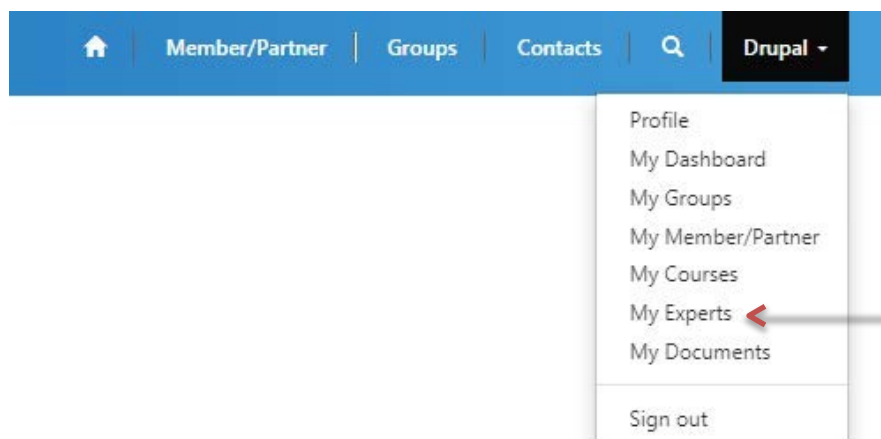 Member/Partner Groups Contacts Drupal
Profile
My Dashboard
My Groups
My Member/Partner
My Courses
My Experts
My Documents
Sign out